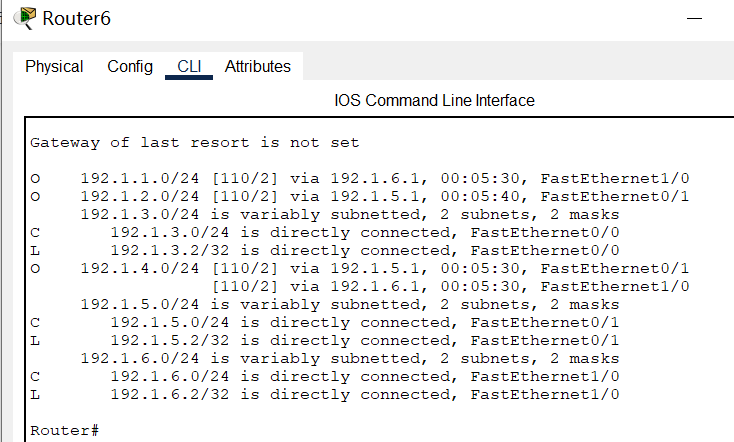 Router6
Physical Config CLI Attributes
IOS Command Line Interface
Gateway of last resort is not set
O 192.1.1.0/24 [110/2] via 192.1.6.1, 00:05:30, FastEthernet1/0
O 192.1.2.0/24 [110/2] via 192.1.5.1, 00:05:40, FastEthernet0/1
192.1.3.0/24 is variably subnetted, 2 subnets, 2 masks
C 192.1.3.0/24 is directly connected, FastEthernet0/0
L 192.1.3.2/32 is directly connected, FastEthernet0/0
O 192.1.4.0/24 [110/2] via 192.1.5.1, 00:05:30, FastEthernet0/1
[110/2] via 192.1.6.1, 00:05:30, FastEthernet1/0
192.1.5.0/24 is variably subnetted, 2 subnets, 2 masks
C 192.1.5.0/24 is directly connected, FastEthernet0/1
L 192.1.5.2/32 is directly connected, FastEthernet0/1
192.1.6.0/24 is variably subnetted, 2 subnets, 2 masks
C 192.1.6.0/24 is directly connected, FastEthernet1/0
L 192.1.6.2/32 is directly connected, FastEthernet1/0
Router#